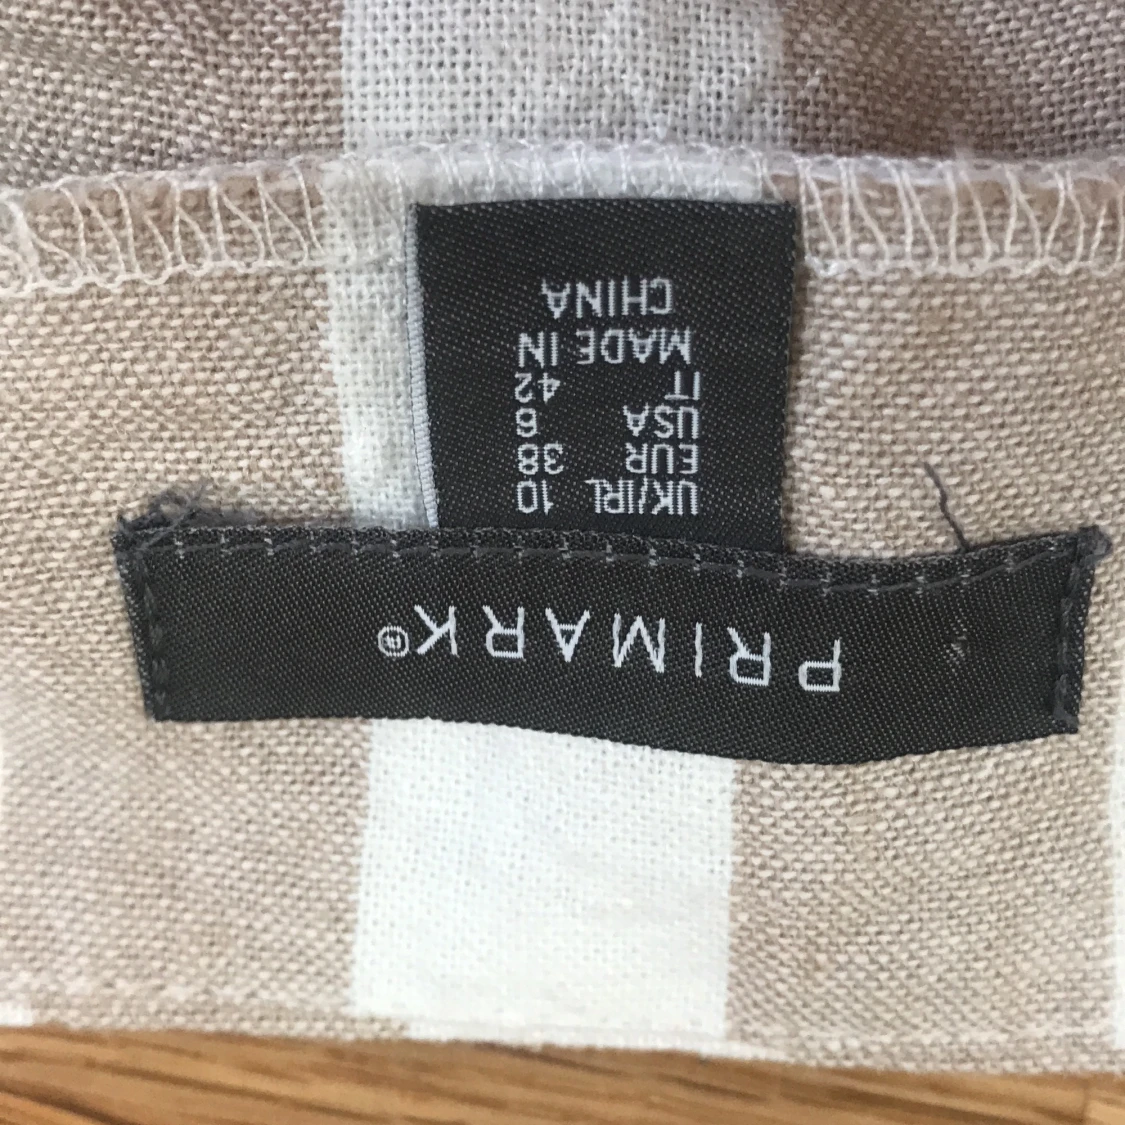 PRIMARK®
UK/IRL 10
EUR 38
USA 6
IT 42
MADE IN
CHINA